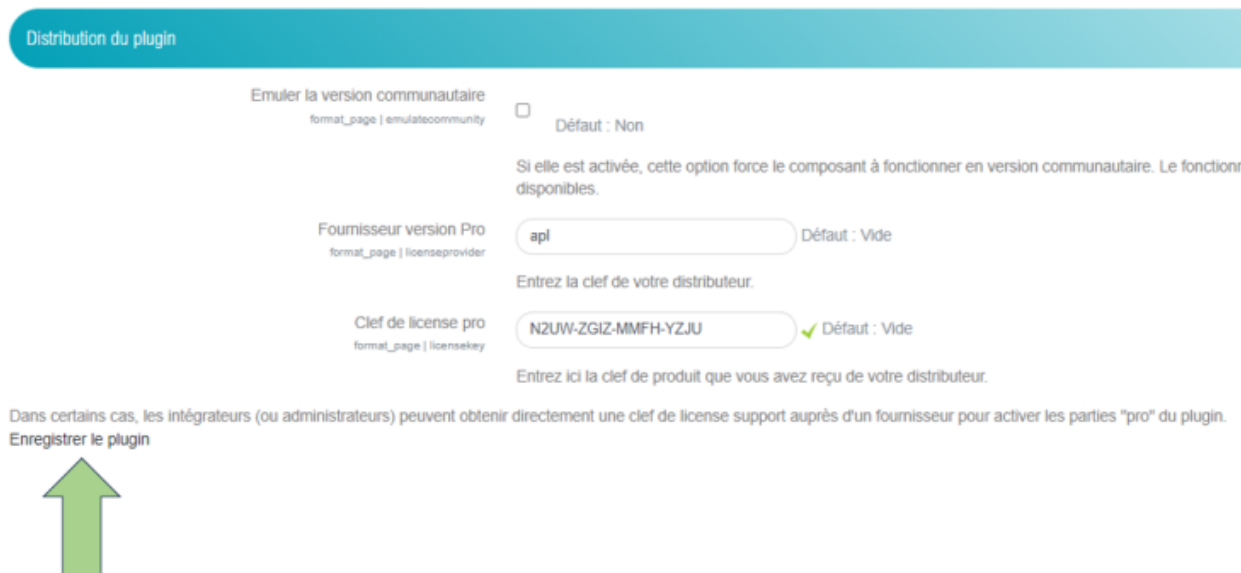 Distribution du plugin
Emuler la version communautaire
format_page | emulatecommunity
Défaut : Non
Si elle est activée, cette option force le composant à fonctionner en version communautaire. Le
disponibles.
Fournisseur version Pro
format_page | licenseprovider
apl
Défaut : Vide
Entrez la clef de votre distributeur.
Clef de license pro
format_page | licensekey
N2UW-ZGIZ-MMFH-YZJU
Défaut : Vide
Entrez ici la clef de produit que vous avez reçu de votre distributeur.
Dans certains cas, les intégrateurs (ou administrateurs) peuvent obtenir directement une clef de license support auprès d'un fournisseur pour activer les parties "pro" du plugin.
Enregistrer le plugin